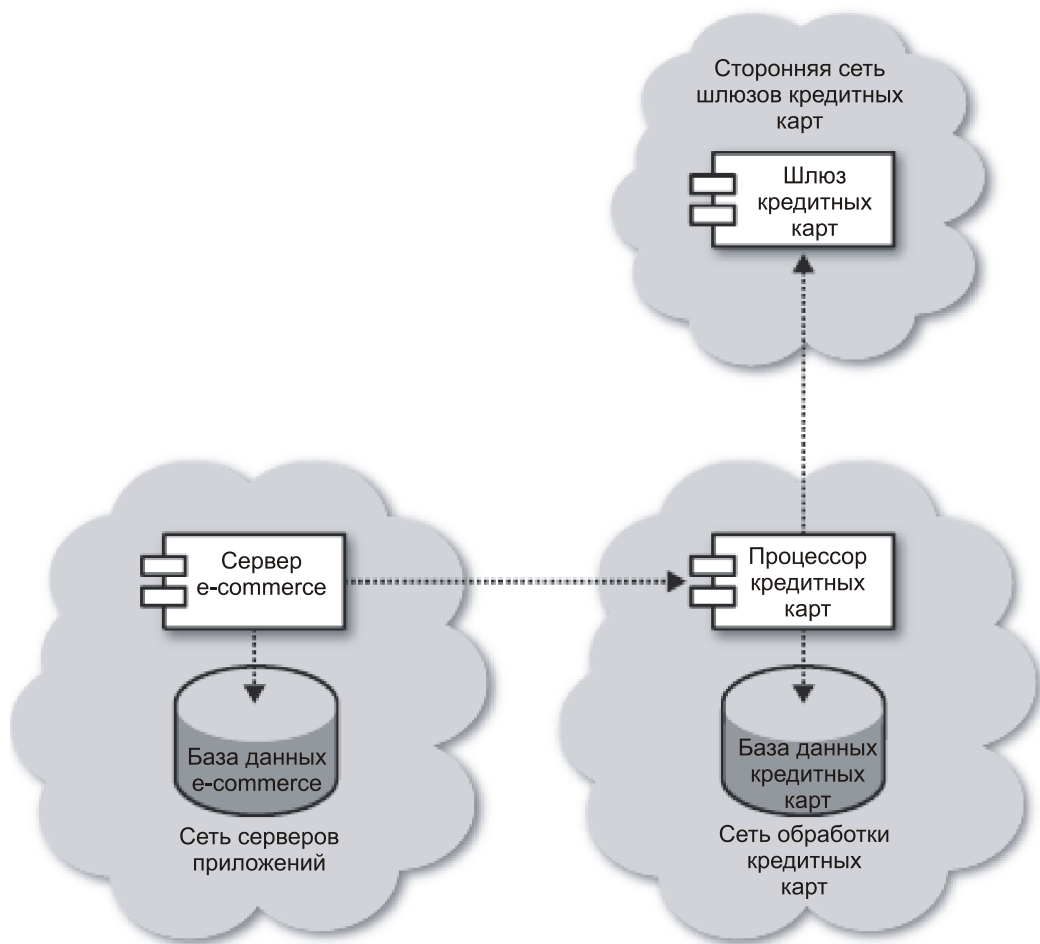 Сторонняя сеть
шлюзов кредитных
карт
Шлюз
кредитных
карт
Сервер
e-commerce
База данных
e-commerce
Сеть серверов
приложений
Процессор
кредитных
карт
База данных
кредитных
карт
Сеть обработки
кредитных
карт